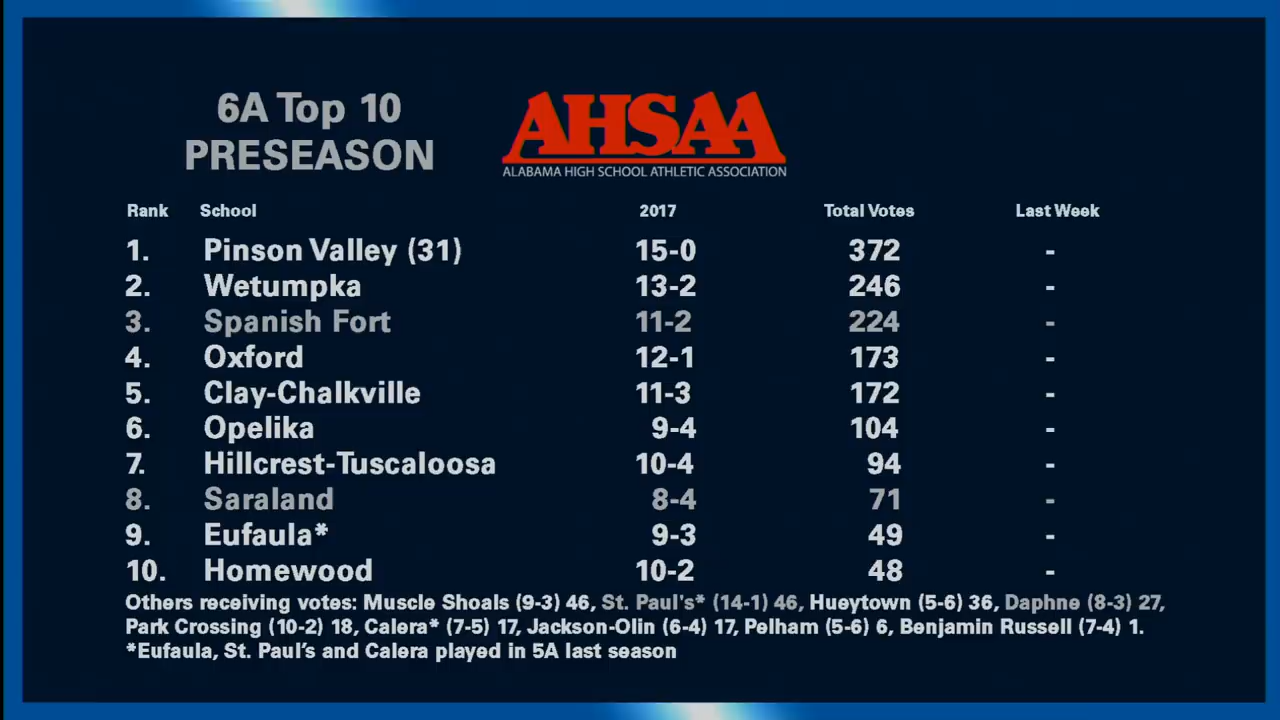 6A Top 10
PRESEASON
AHSAA
ALABAMA HIGH SCHOOL ATHLETIC ASSOCIATION
Rank School 2017 Total Votes Last Week
1. Pinson Valley (31) 15-0 372 -
2. Wetumpka 13-2 246 -
3. Spanish Fort 11-2 224 -
4. Oxford 12-1 173 -
5. Clay-Chalkville 11-3 172 -
6. Opelika 9-4 104 -
7. Hillcrest-Tuscaloosa 10-4 94 -
8. Saraland 8-4 71 -
9. Eufaula* 9-3 49 -
10. Homewood 10-2 48 -
Others receiving votes: Muscle Shoals (9-3) 46, St. Paul's* (14-1) 46, Hueytown (5-6) 36, Daphne (8-3) 27,
Park Crossing (10-2) 18, Calera* (7-5) 17, Jackson-Olin (6-4) 17, Pelham (5-6) 6, Benjamin Russell (7-4) 1.
*Eufaula, St. Paul's and Calera played in 5A last season